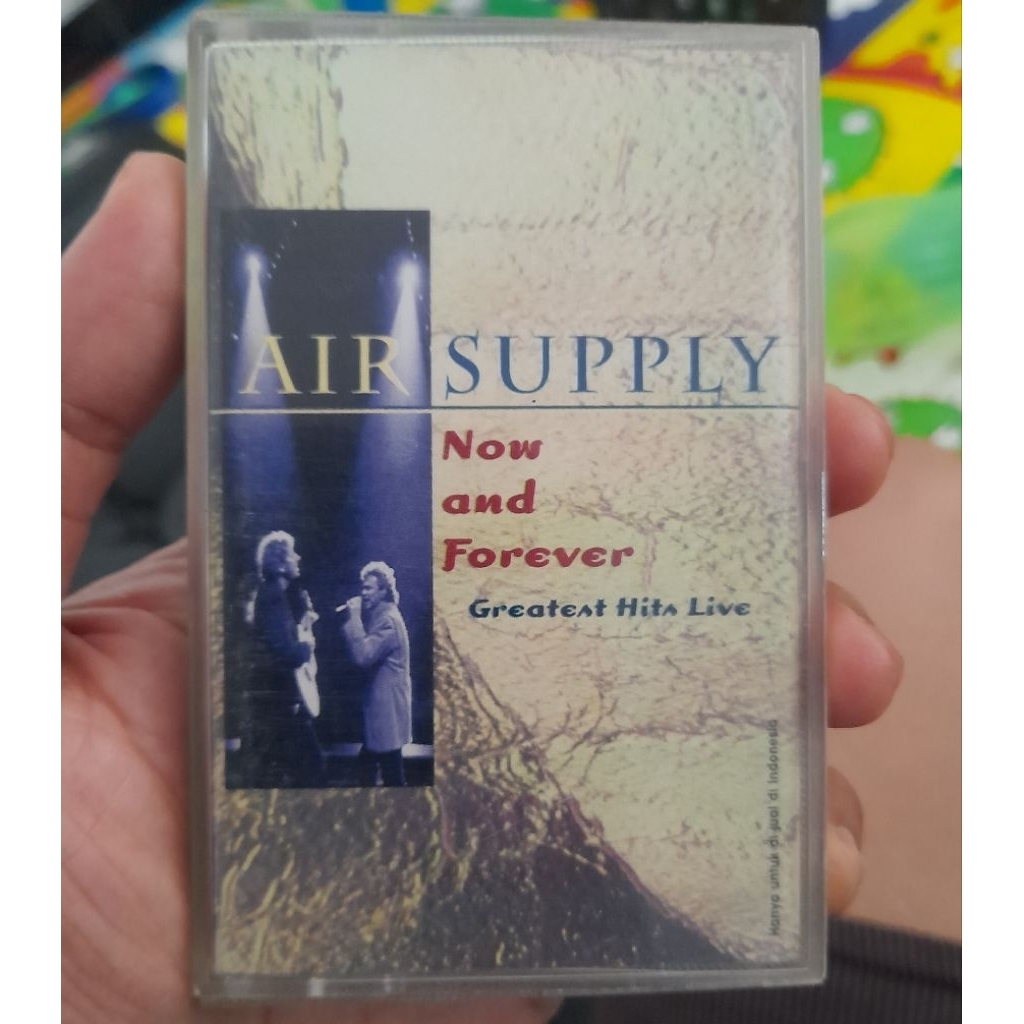 AIR SUPPLY
Now
and
Forever
Greatest Hits Live
Hanya untuk di jual di Indonesia